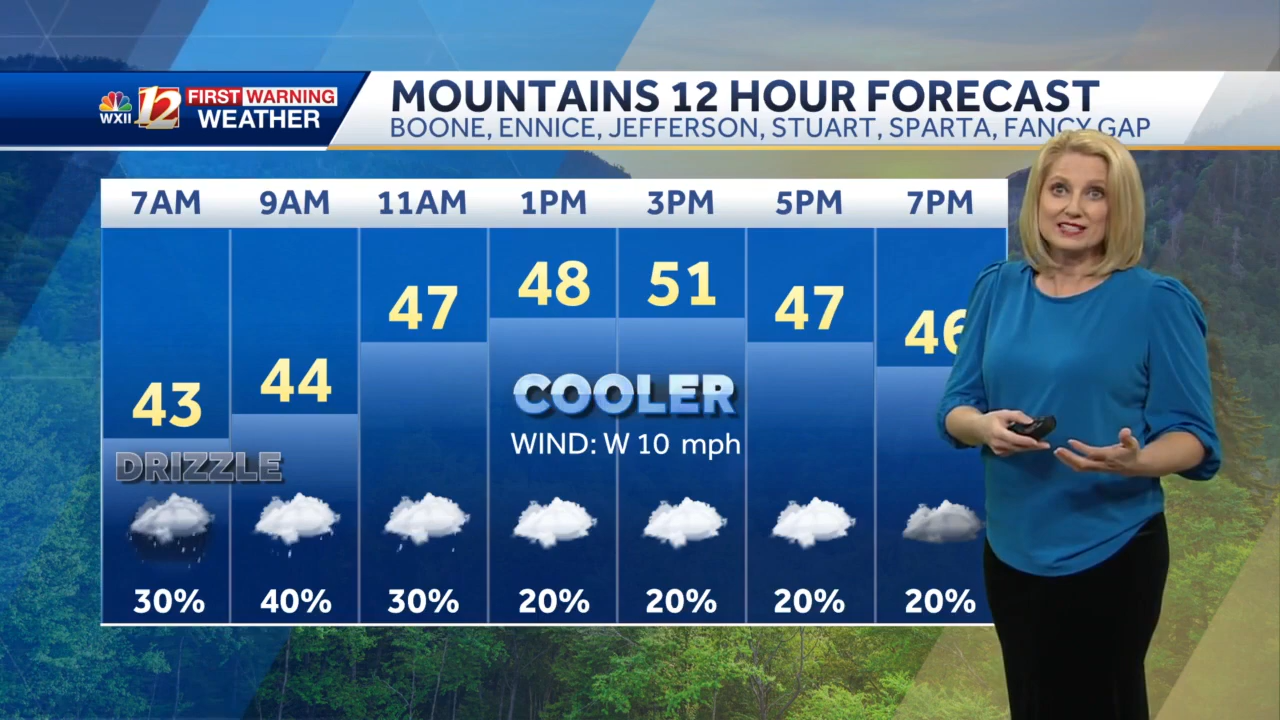 WXII 12 FIRST WARNING WEATHER
MOUNTAINS 12 HOUR FORECAST
BOONE, ENNICE, JEFFERSON, STUART, SPARTA, FANCY GAP
7AM 9AM 11AM 1PM 3PM 5PM 7PM
43 44 47 48 51 47 46
COOLER
WIND: W 10 mph
DRIZZLE
30% 40% 30% 20% 20% 20% 20%